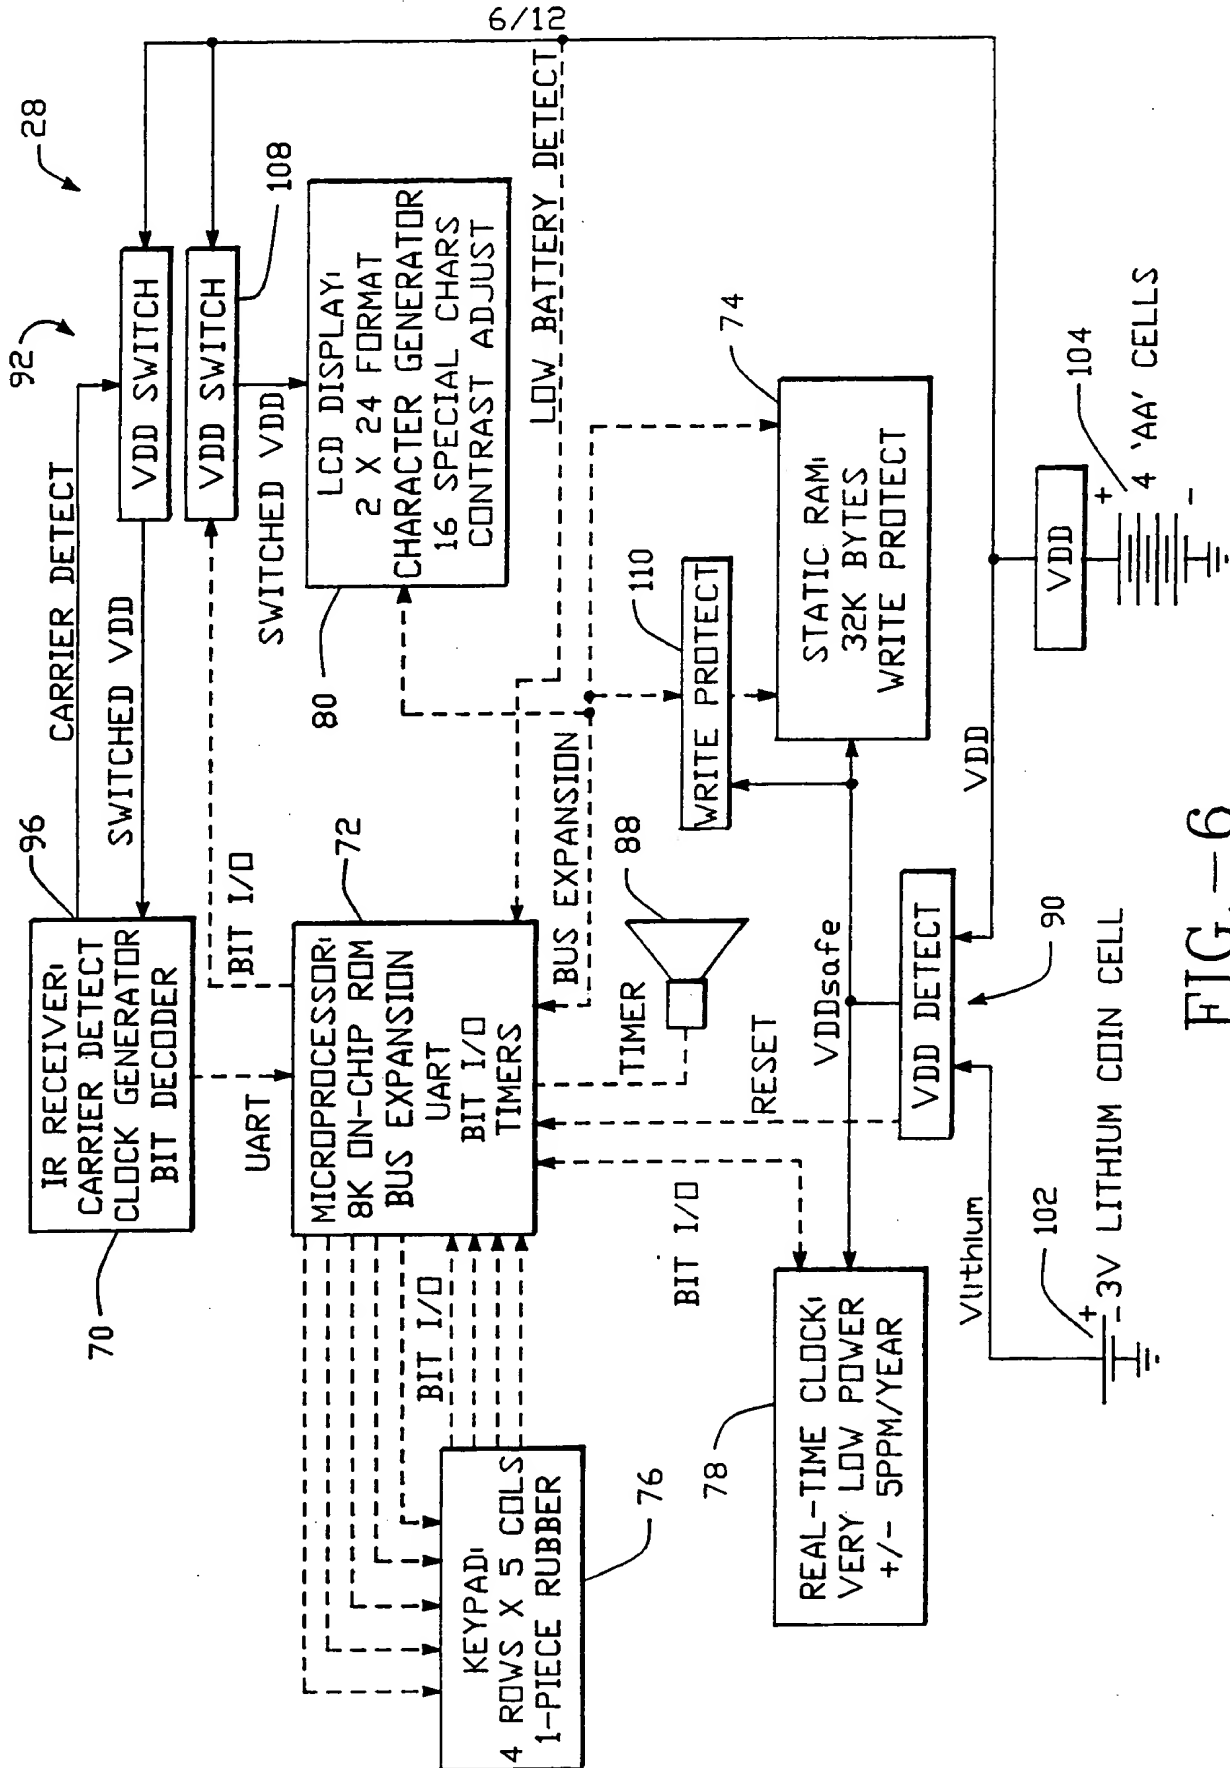 6/12
28
92
CARRIER DETECT
SWITCHED VDD
96
IR RECEIVER:
CARRIER DETECT
CLOCK GENERATOR
BIT DECODER
70
VDD SWITCH
VDD SWITCH
108
SWITCHED VDD
BIT I/O
UART
LCD DISPLAY:
2 X 24 FORMAT
CHARACTER GENERATOR
16 SPECIAL CHARS
CONTRAST ADJUST
80
LOW BATTERY DETECT
72
MICROPROCESSOR:
8K ON-CHIP ROM
BUS EXPANSION
UART
BIT I/O
TIMERS
BIT I/O
BUS EXPANSION
KEYPAD:
4 ROWS X 5 COLS
1-PIECE RUBBER
76
TIMER
88
110
WRITE PROTECT
74
STATIC RAM:
32K BYTES
WRITE PROTECT
RESET
BIT I/O
VDDsafe
78
REAL-TIME CLOCK:
VERY LOW POWER
+/- 5PPM/YEAR
VDD DETECT
90
VDD
VDD
104
+
-
4 'AA' CELLS
Vlithium
102
+
-
3V LITHIUM COIN CELL
FIG.-6